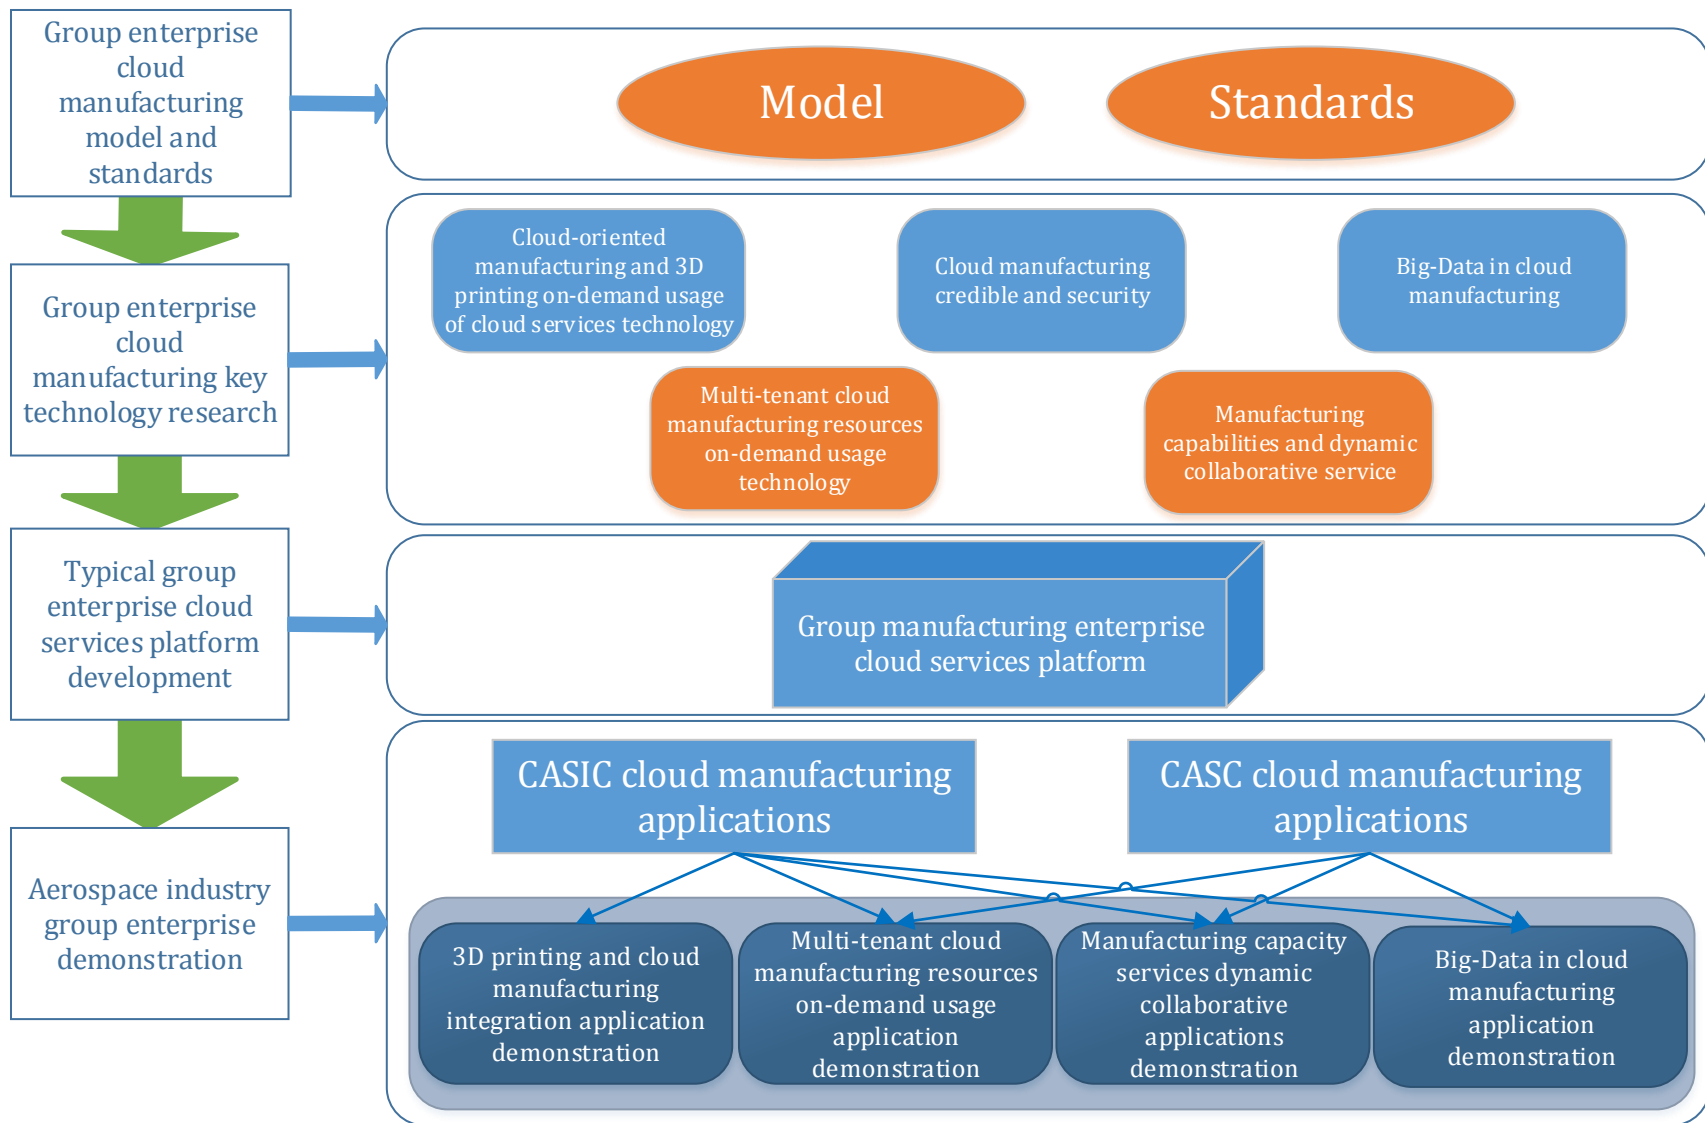 Group enterprise
cloud
manufacturing
model and
standards
Model
Standards
Group enterprise
cloud
manufacturing key
technology research
Cloud-oriented
manufacturing and 3D
printing on-demand usage
of cloud services technology
Cloud manufacturing
credible and security
Big-Data in cloud
manufacturing
Multi-tenant cloud
manufacturing resources
on-demand usage
technology
Manufacturing
capabilities and dynamic
collaborative service
Typical group
enterprise cloud
services platform
development
Group manufacturing enterprise
cloud services platform
Aerospace industry
group enterprise
demonstration
CASIC cloud manufacturing
applications
CASC cloud manufacturing
applications
3D printing and cloud
manufacturing
integration application
demonstration
Multi-tenant cloud
manufacturing resources
on-demand usage
application
demonstration
Manufacturing capacity
services dynamic
collaborative
applications
demonstration
Big-Data in cloud
manufacturing
application
demonstration